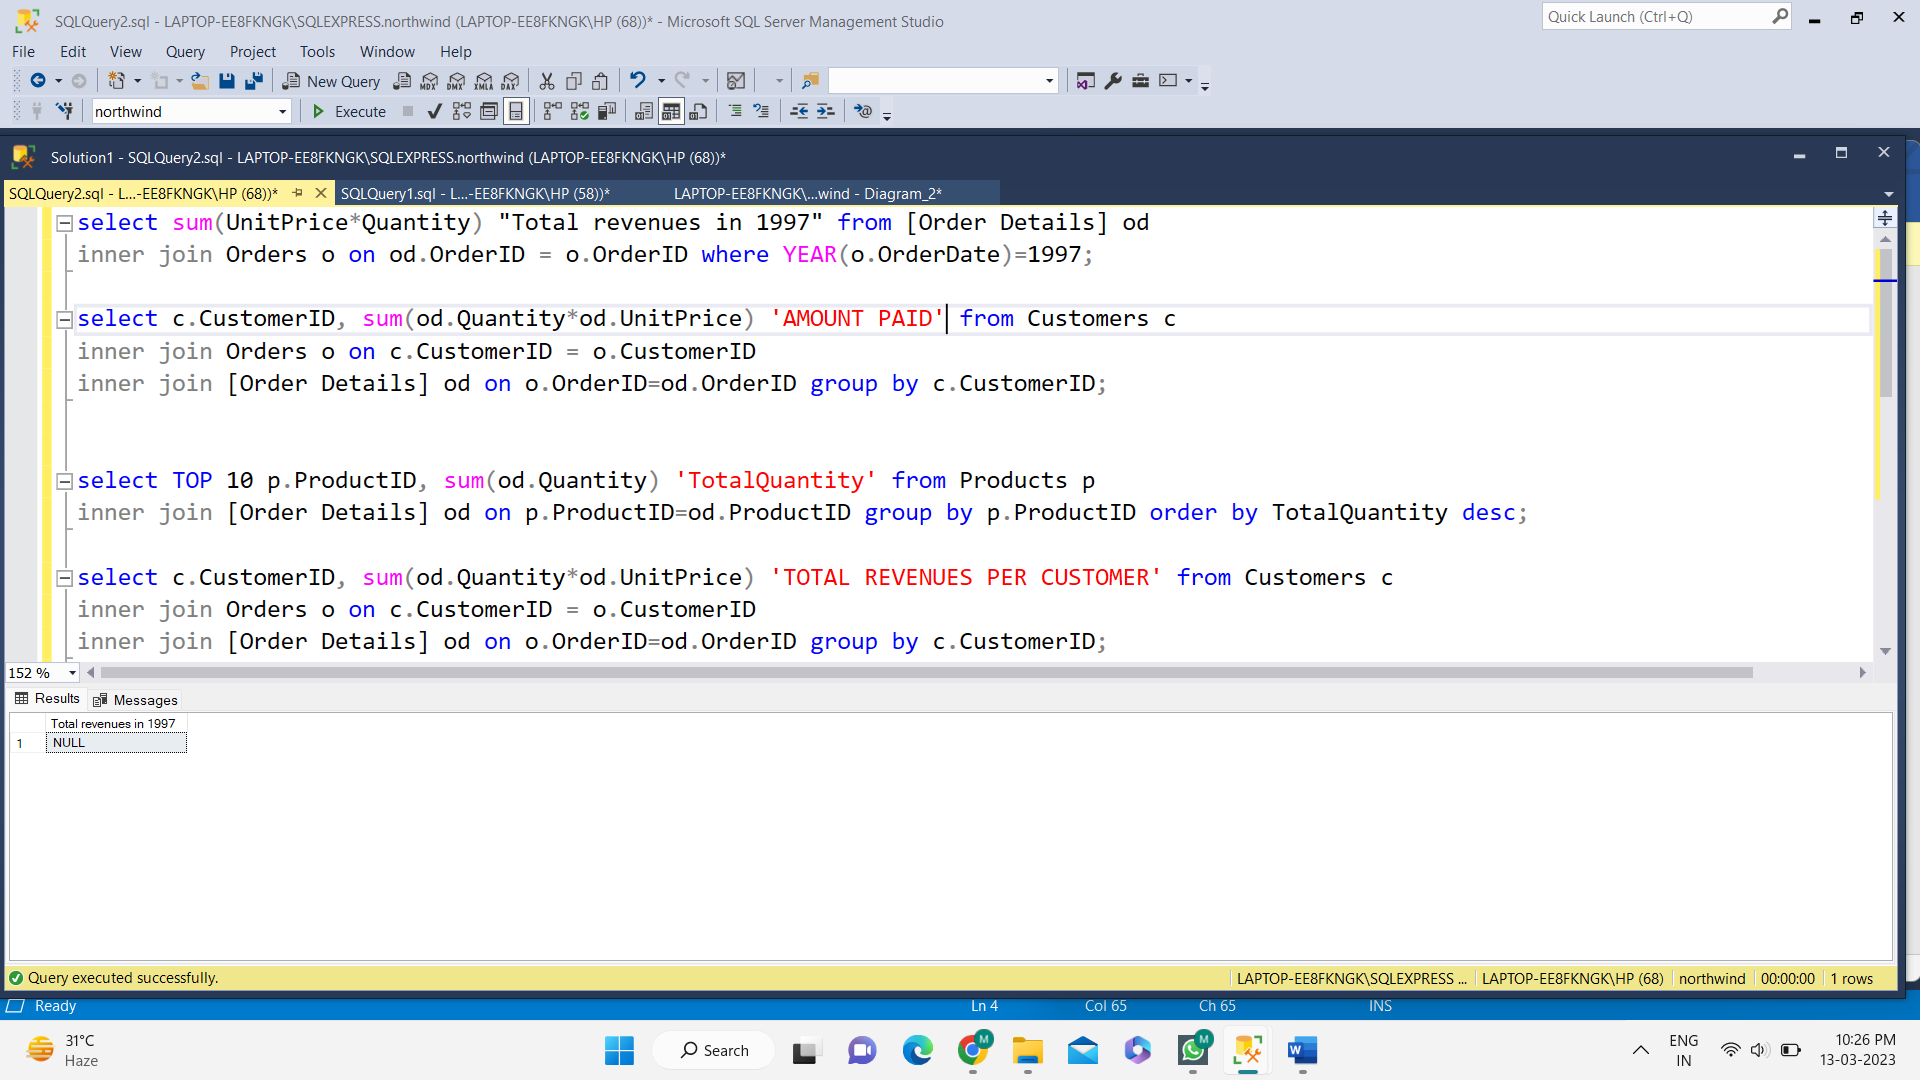 SQLQuery2.sql - LAPTOP-EE8FKNGK\SQLEXPRESS.northwind (LAPTOP-EE8FKNGK\HP (68))* - Microsoft SQL Server Management Studio
Quick Launch (Ctrl+Q)
File Edit View Query Project Tools Window Help
New Query MDX DMX XMLA DAX
northwind Execute
Solution1 - SQLQuery2.sql - LAPTOP-EE8FKNGK\SQLEXPRESS.northwind (LAPTOP-EE8FKNGK\HP (68))*
SQLQuery2.sql - L...-EE8FKNGK\HP (68))* SQLQuery1.sql - L...-EE8FKNGK\HP (58))* LAPTOP-EE8FKNGK\...wind - Diagram_2*
select sum(UnitPrice*Quantity) "Total revenues in 1997" from [Order Details] od
inner join Orders o on od.OrderID = o.OrderID where YEAR(o.OrderDate)=1997;
select c.CustomerID, sum(od.Quantity*od.UnitPrice) 'AMOUNT PAID' from Customers c
inner join Orders o on c.CustomerID = o.CustomerID
inner join [Order Details] od on o.OrderID=od.OrderID group by c.CustomerID;
select TOP 10 p.ProductID, sum(od.Quantity) 'TotalQuantity' from Products p
inner join [Order Details] od on p.ProductID=od.ProductID group by p.ProductID order by TotalQuantity desc;
select c.CustomerID, sum(od.Quantity*od.UnitPrice) 'TOTAL REVENUES PER CUSTOMER' from Customers c
inner join Orders o on c.CustomerID = o.CustomerID
inner join [Order Details] od on o.OrderID=od.OrderID group by c.CustomerID;
152 %
Results Messages
Total revenues in 1997
1 NULL
Query executed successfully. LAPTOP-EE8FKNGK\SQLEXPRESS ... LAPTOP-EE8FKNGK\HP (68) northwind 00:00:00 1 rows
Ready Ln 4 Col 65 Ch 65 INS
31°C
Haze
Search
M
M
W
ENG
IN
10:26 PM
13-03-2023